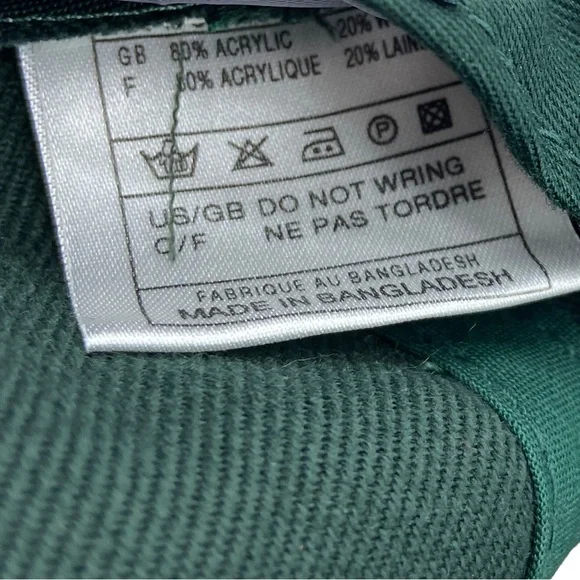 GB 80% ACRYLIC 20%
F 80% ACRYLIQUE 20%
P
US/GB DO NOT WRING
C/F NE PAS TORDRE
FABRIQUE AU BANGLADESH
MADE IN BANGLADESH